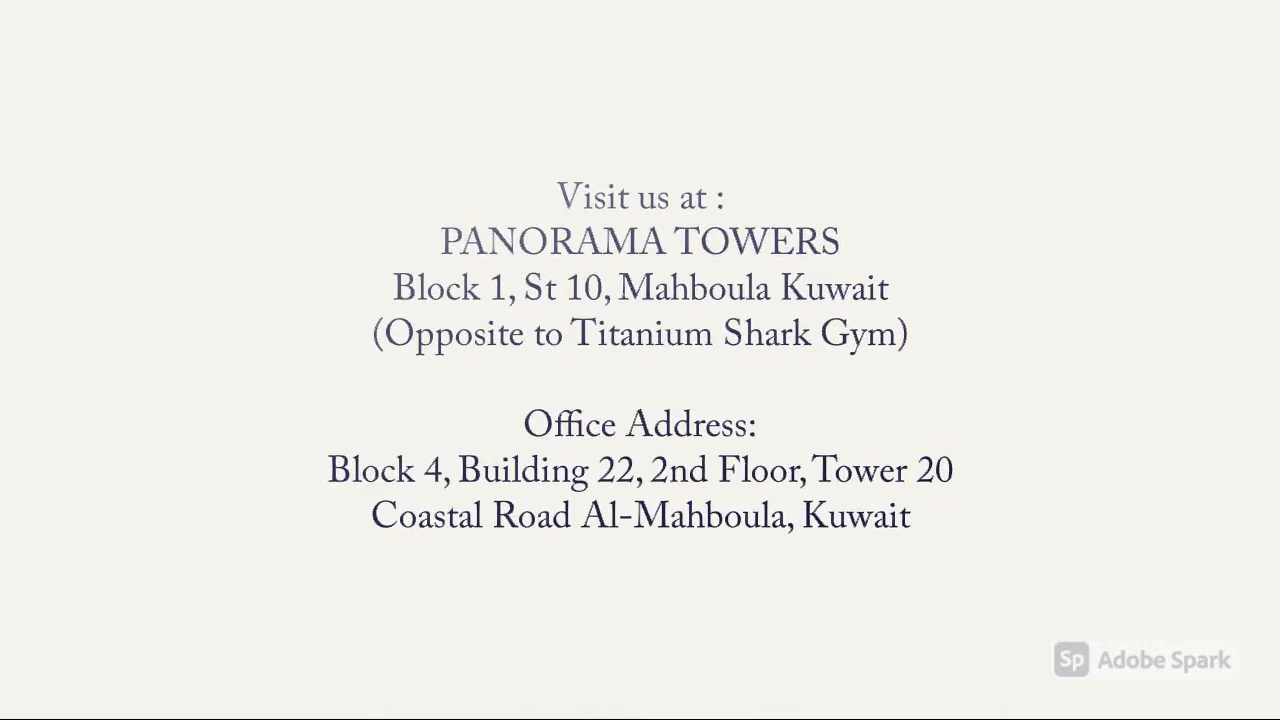 Visit us at :
PANORAMA TOWERS
Block 1, St 10, Mahboula Kuwait
(Opposite to Titanium Shark Gym)
Office Address:
Block 4, Building 22, 2nd Floor, Tower 20
Coastal Road Al-Mahboula, Kuwait
Sp Adobe Spark